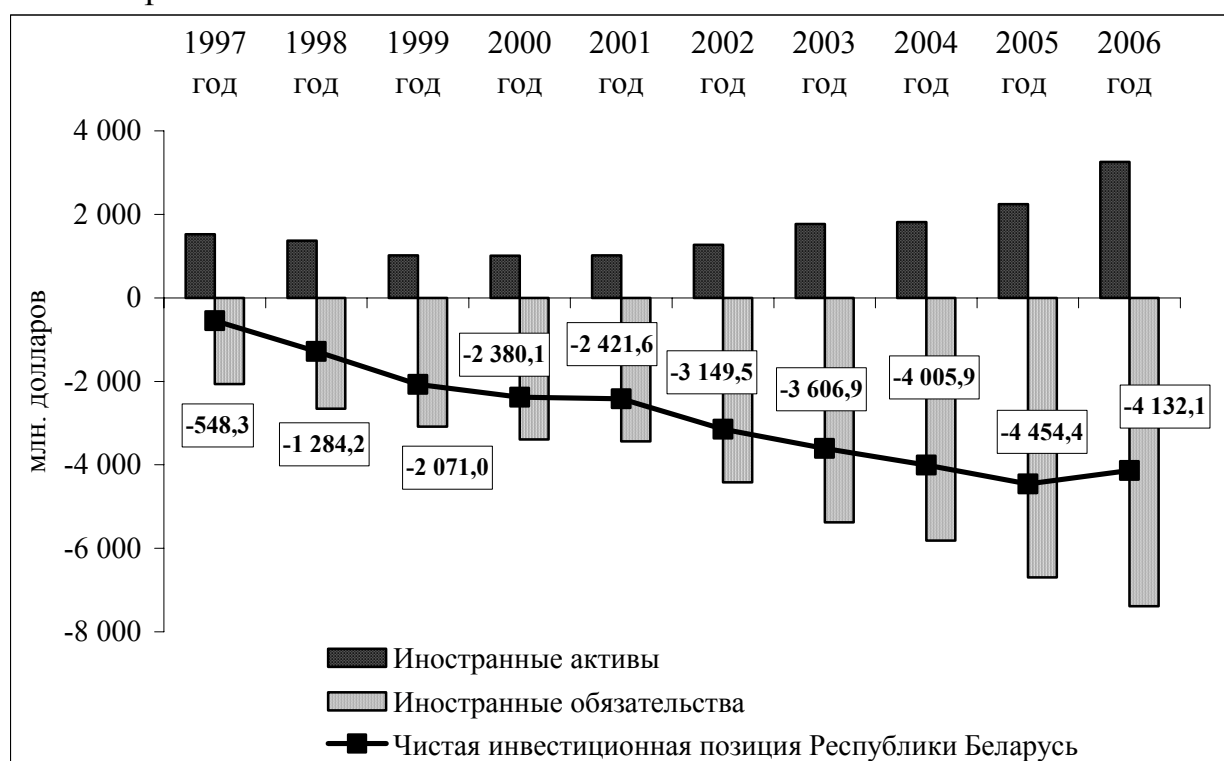 1997 1998 1999 2000 2001 2002 2003 2004 2005 2006
год год год год год год год год год год
4 000
2 000
0
-2 000
-4 000
-6 000
-8 000
млн. долларов
-548,3
-1 284,2
-2 071,0
-2 380,1
-2 421,6
-3 149,5
-3 606,9
-4 005,9
-4 454,4
-4 132,1
Иностранные активы
Иностранные обязательства
Чистая инвестиционная позиция Республики Беларусь